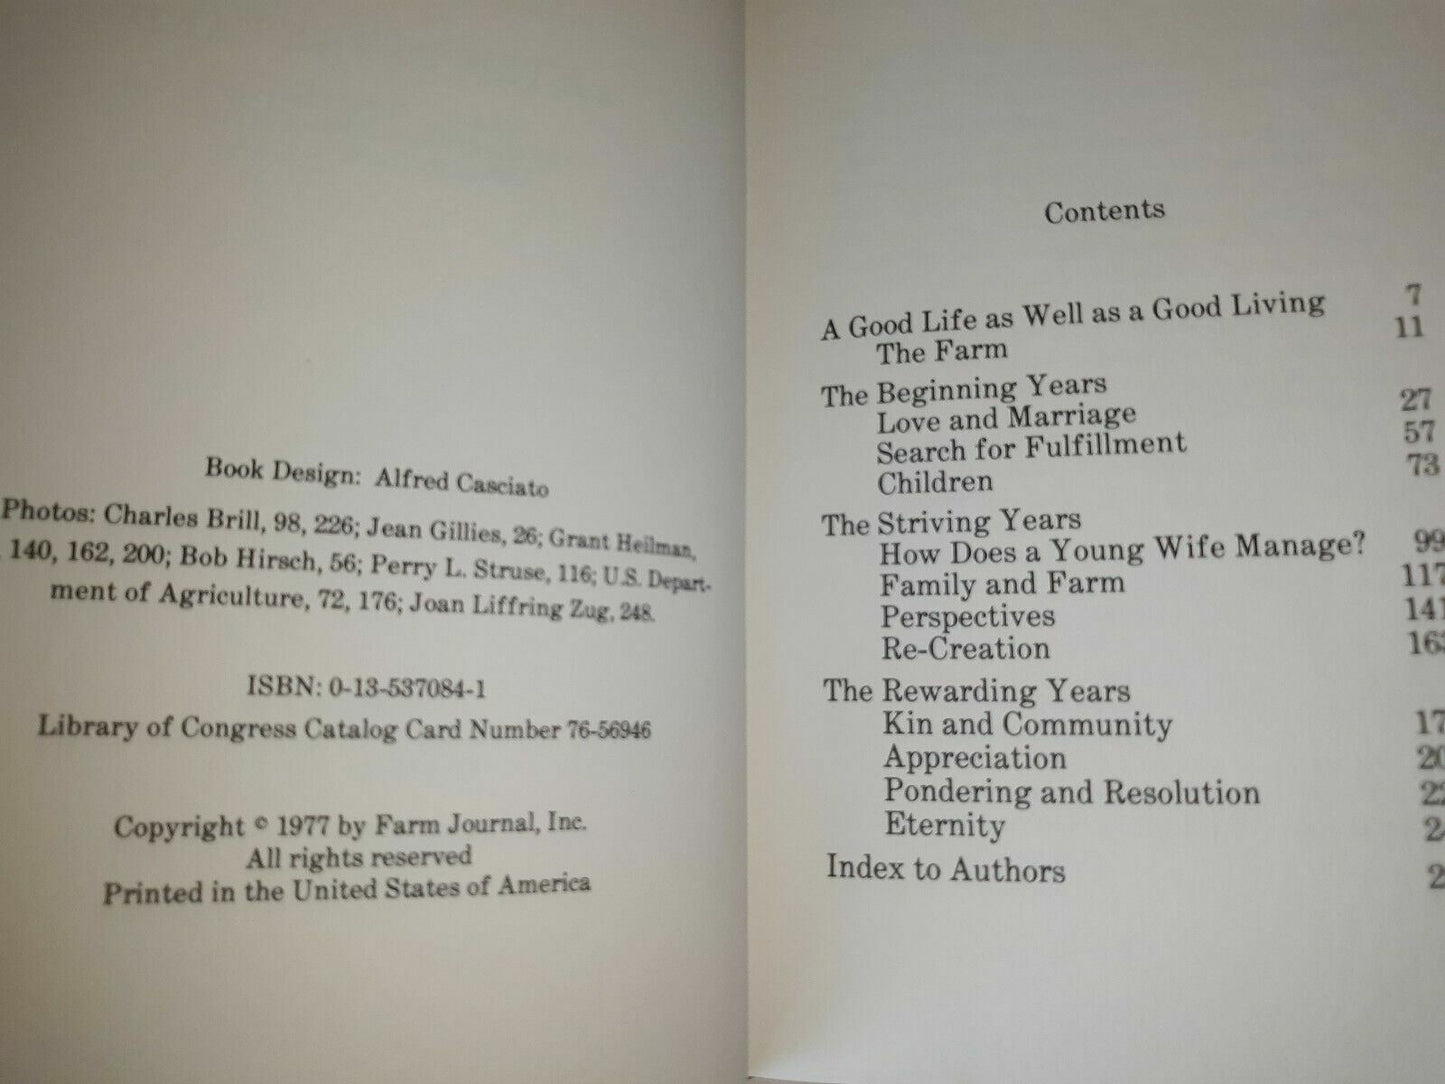 Book Design: Alfred Casciato
Photos: Charles Brill, 98, 226; Jean Gillies, 26; Grant Heilman,
140, 162, 200; Bob Hirsch, 56; Perry L. Struse, 116; U.S. Depart-
ment of Agriculture, 72, 176; Joan Liffring Zug, 248.
ISBN: 0-13-537084-1
Library of Congress Catalog Card Number 76-56946
Copyright © 1977 by Farm Journal, Inc.
All rights reserved
Printed in the United States of America
Contents
A Good Life as Well as a Good Living 7
The Farm 11
The Beginning Years
Love and Marriage 27
Search for Fulfillment 57
Children 73
The Striving Years
How Does a Young Wife Manage? 99
Family and Farm 117
Perspectives 141
Re-Creation 163
The Rewarding Years
Kin and Community
Appreciation
Pondering and Resolution
Eternity
Index to Authors